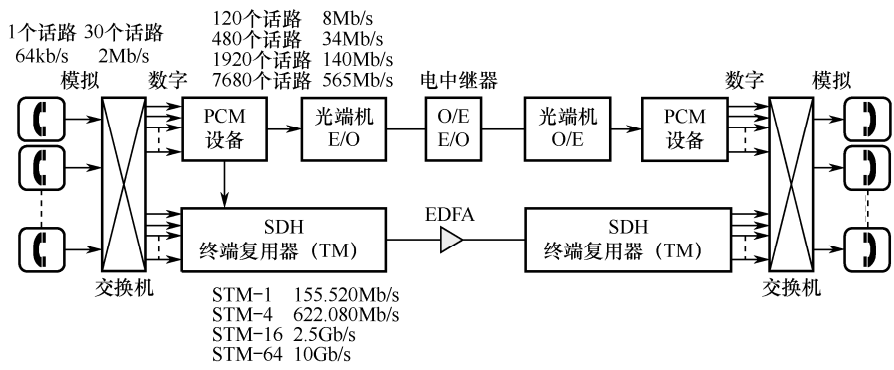 1个话路 30个话路
64kb/s 2Mb/s
120个话路 8Mb/s
480个话路 34Mb/s
1920个话路 140Mb/s
7680个话路 565Mb/s
模拟 数字 电中继器 数字 模拟
PCM
设备
光端机
E/O
O/E
E/O
光端机
O/E
PCM
设备
SDH
终端复用器（TM）
EDFA
SDH
终端复用器（TM）
交换机 交换机
STM-1 155.520Mb/s
STM-4 622.080Mb/s
STM-16 2.5Gb/s
STM-64 10Gb/s